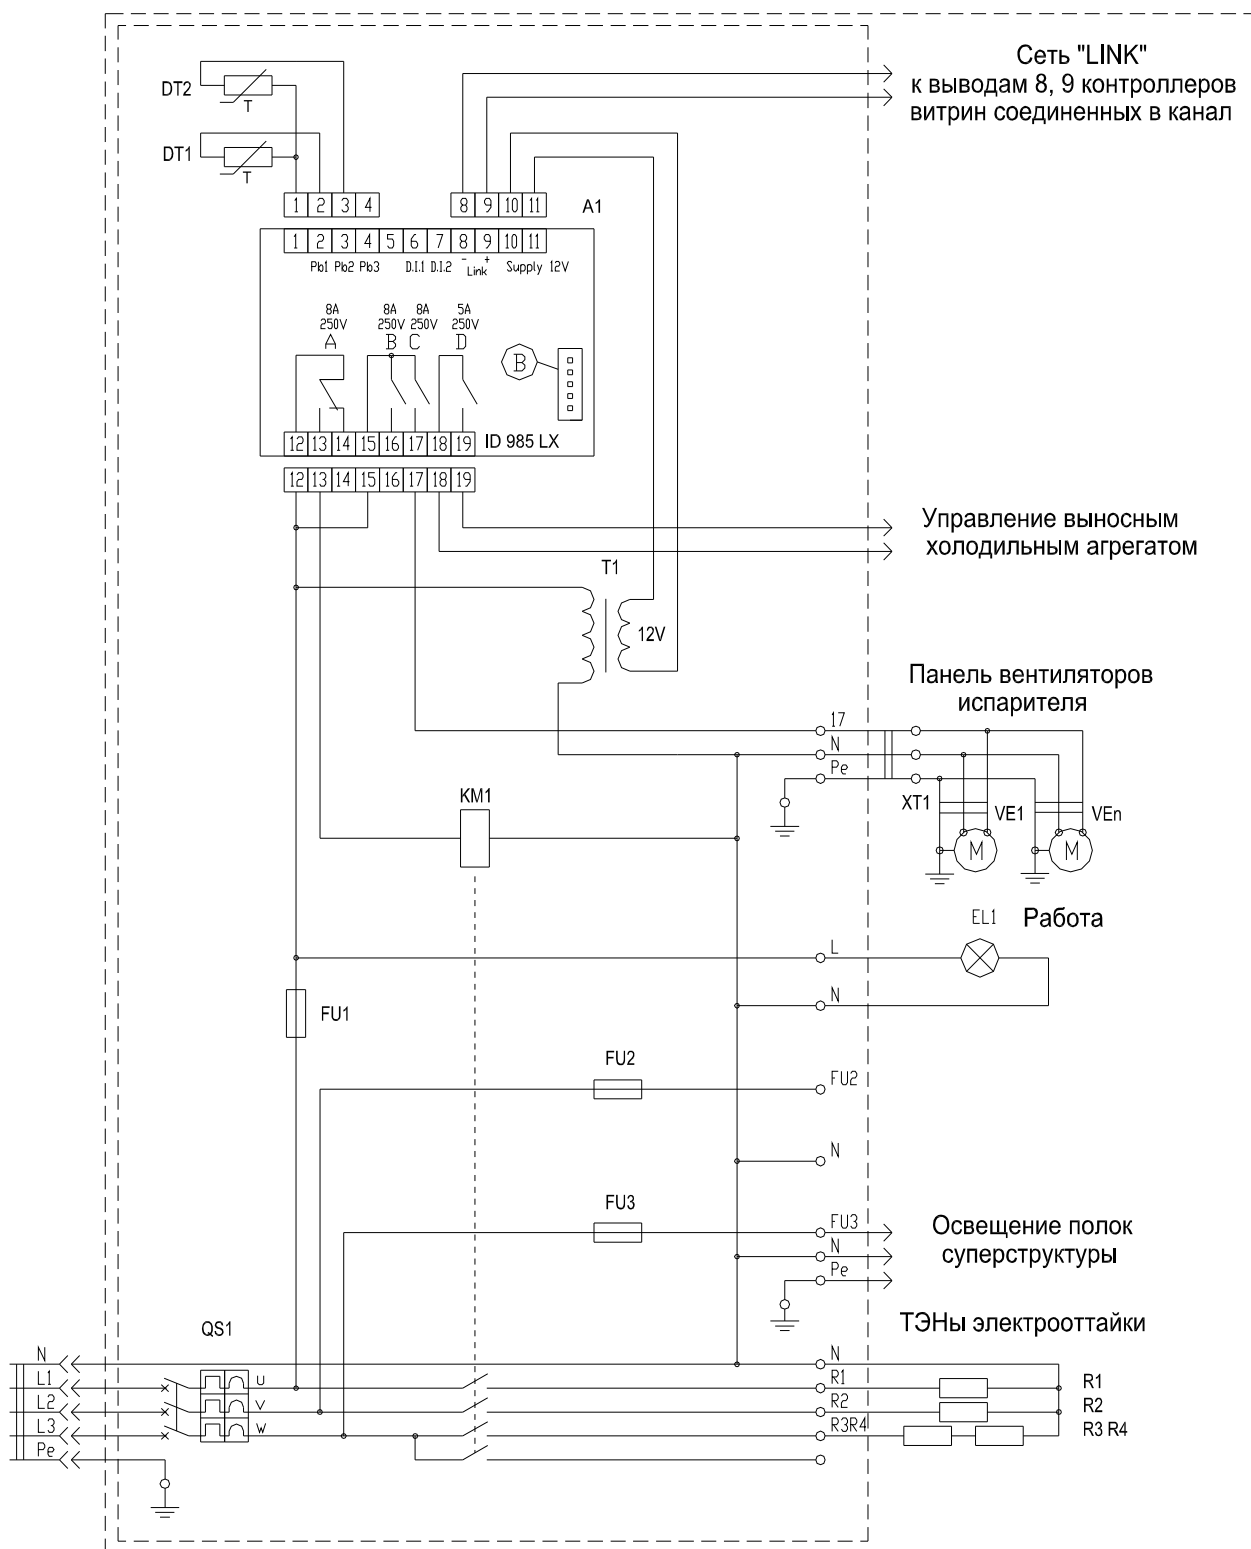 Сеть "LINK"
к выводам 8, 9 контроллеров
витрин соединенных в канал
DT2
T
DT1
T
1 2 3 4
8 9 10 11
A1
1 2 3 4 5 6 7 8 9 10 11
Pb1 Pb2 Pb3 D.I.1 D.I.2 - Link + Supply 12V
8A 8A 8A 5A
250V 250V 250V 250V
A B C D
B
12 13 14 15 16 17 18 19
ID 985 LX
12 13 14 15 16 17 18 19
Управление выносным
холодильным агрегатом
T1
12V
Панель вентиляторов
испарителя
17
N
Pe
KM1
XT1
VE1
VEn
M
M
EL1
Работа
L
N
FU1
FU2
FU2
N
FU3
FU3
N
Pe
Освещение полок
суперструктуры
QS1
ТЭНы электрооттайки
N
N
L1
U
R1
R1
L2
V
R2
R2
L3
W
R3R4
R3 R4
Pe